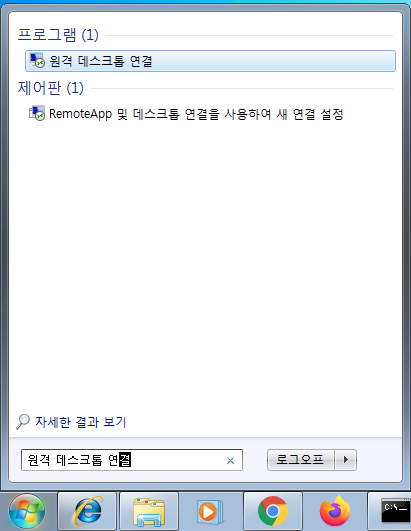 프로그램 (1)
원격 데스크톱 연결
제어판 (1)
RemoteApp 및 데스크톱 연결을 사용하여 새 연결 설정
자세한 결과 보기
원격 데스크톱 연결
로그오프
C:\